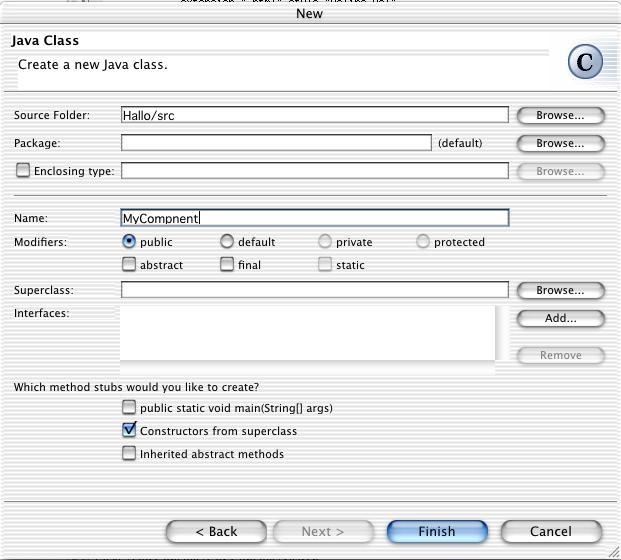 New
Java Class
Create a new Java class.
C
Source Folder: Hallo/src Browse...
Package: (default) Browse...
Enclosing type: Browse...
Name: MyCompnent
Modifiers: public default private protected
abstract final static
Superclass: Browse...
Interfaces: Add...
Remove
Which method stubs would you like to create?
public static void main(String[] args)
Constructors from superclass
Inherited abstract methods
< Back Next > Finish Cancel